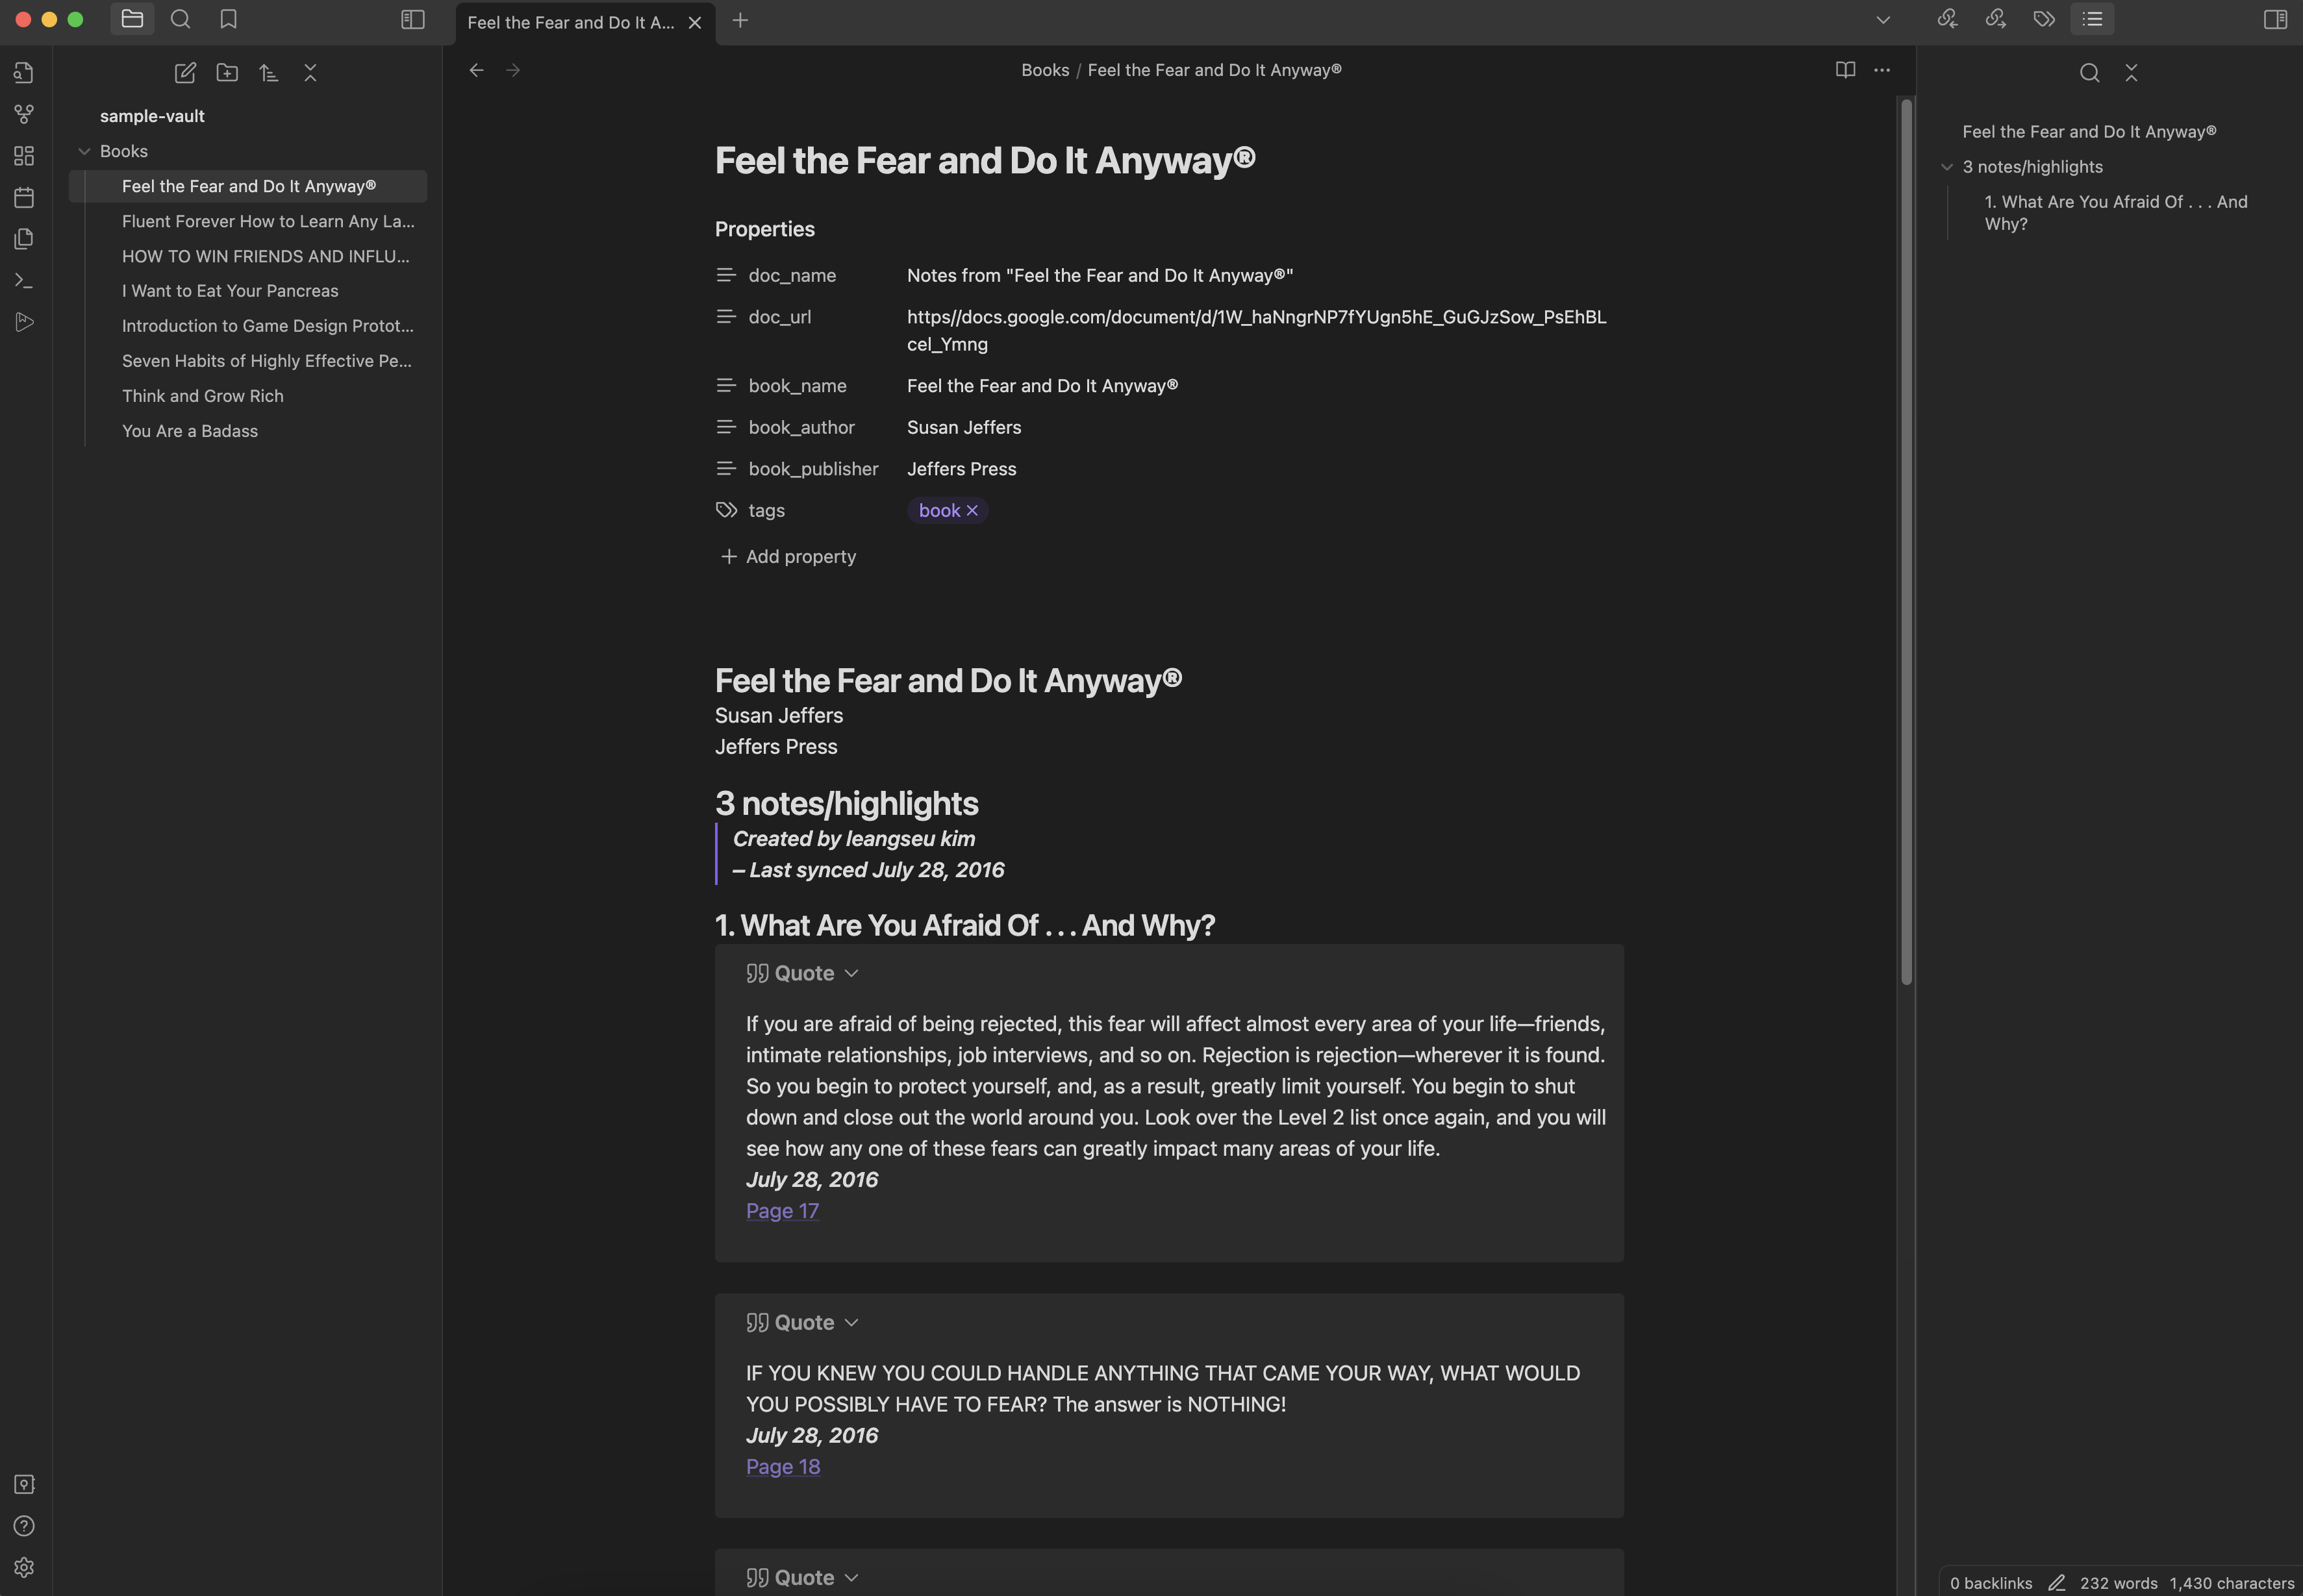 Feel the Fear and Do It A...
sample-vault
Books
Feel the Fear and Do It Anyway®
Fluent Forever How to Learn Any La...
HOW TO WIN FRIENDS AND INFLU...
I Want to Eat Your Pancreas
Introduction to Game Design Protot...
Seven Habits of Highly Effective Pe...
Think and Grow Rich
You Are a Badass
Books / Feel the Fear and Do It Anyway®
Feel the Fear and Do It Anyway®
Properties
doc_name Notes from "Feel the Fear and Do It Anyway®"
doc_url https//docs.google.com/document/d/1W_haNngrNP7fYUgn5hE_GuGJzSow_PsEhBL
cel_Ymng
book_name Feel the Fear and Do It Anyway®
book_author Susan Jeffers
book_publisher Jeffers Press
tags book
Add property
Feel the Fear and Do It Anyway®
Susan Jeffers
Jeffers Press
3 notes/highlights
Created by leangseu kim
– Last synced July 28, 2016
1. What Are You Afraid Of . . . And Why?
Quote
If you are afraid of being rejected, this fear will affect almost every area of your life—friends,
intimate relationships, job interviews, and so on. Rejection is rejection—wherever it is found.
So you begin to protect yourself, and, as a result, greatly limit yourself. You begin to shut
down and close out the world around you. Look over the Level 2 list once again, and you will
see how any one of these fears can greatly impact many areas of your life.
July 28, 2016
Page 17
Quote
IF YOU KNEW YOU COULD HANDLE ANYTHING THAT CAME YOUR WAY, WHAT WOULD
YOU POSSIBLY HAVE TO FEAR? The answer is NOTHING!
July 28, 2016
Page 18
Quote
Feel the Fear and Do It Anyway®
3 notes/highlights
1. What Are You Afraid Of . . . And
Why?
0 backlinks 232 words 1,430 characters